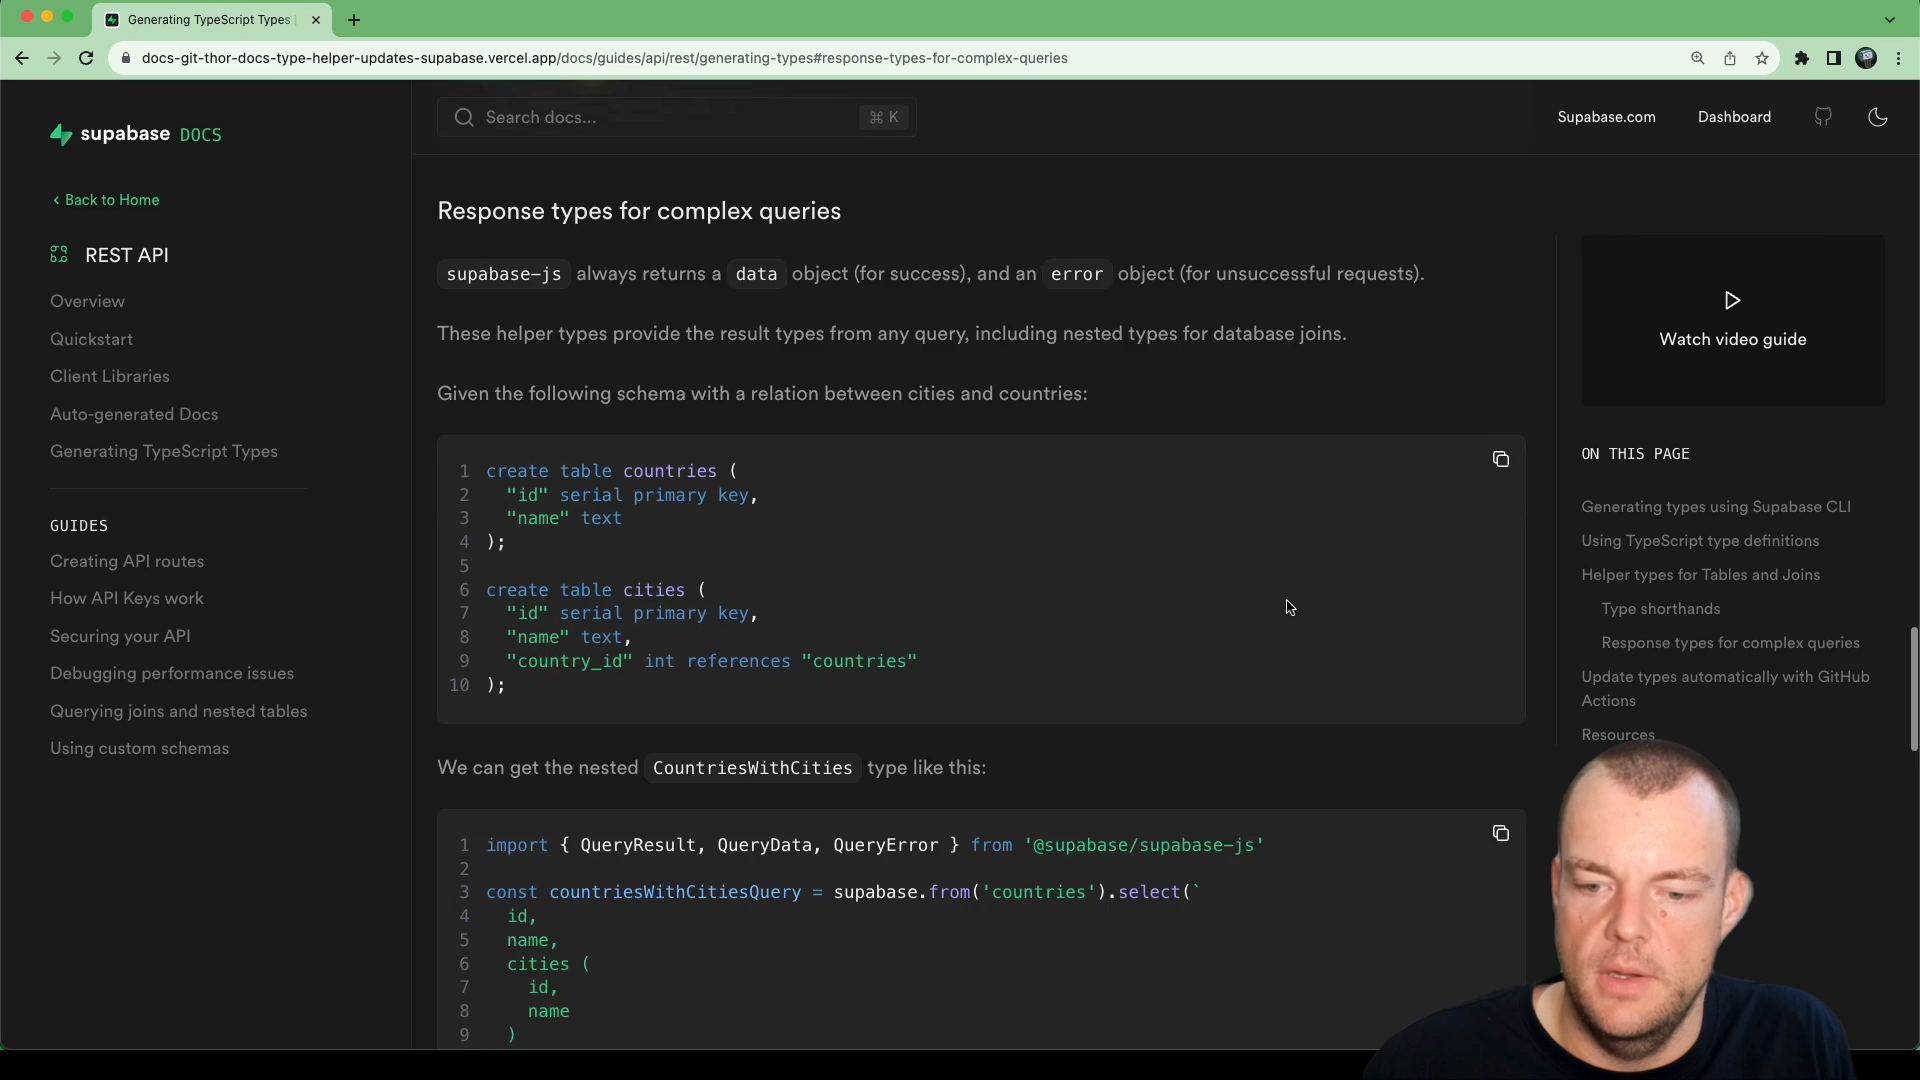 Generating TypeScript Types |
docs-git-thor-docs-type-helper-updates-supabase.vercel.app/docs/guides/api/rest/generating-types#response-types-for-complex-queries
supabase DOCS
Search docs...
⌘ K
Supabase.com
Dashboard
‹ Back to Home
REST API
Overview
Quickstart
Client Libraries
Auto-generated Docs
Generating TypeScript Types
GUIDES
Creating API routes
How API Keys work
Securing your API
Debugging performance issues
Querying joins and nested tables
Using custom schemas
Response types for complex queries
supabase-js always returns a data object (for success), and an error object (for unsuccessful requests).
These helper types provide the result types from any query, including nested types for database joins.
Given the following schema with a relation between cities and countries:
1 create table countries (
2 "id" serial primary key,
3 "name" text
4 );
5
6 create table cities (
7 "id" serial primary key,
8 "name" text,
9 "country_id" int references "countries"
10 );
We can get the nested CountriesWithCities type like this:
1 import { QueryResult, QueryData, QueryError } from '@supabase/supabase-js'
2
3 const countriesWithCitiesQuery = supabase.from('countries').select(`
4 id,
5 name,
6 cities (
7 id,
8 name
9 )
Watch video guide
ON THIS PAGE
Generating types using Supabase CLI
Using TypeScript type definitions
Helper types for Tables and Joins
Type shorthands
Response types for complex queries
Update types automatically with GitHub
Actions
Resources